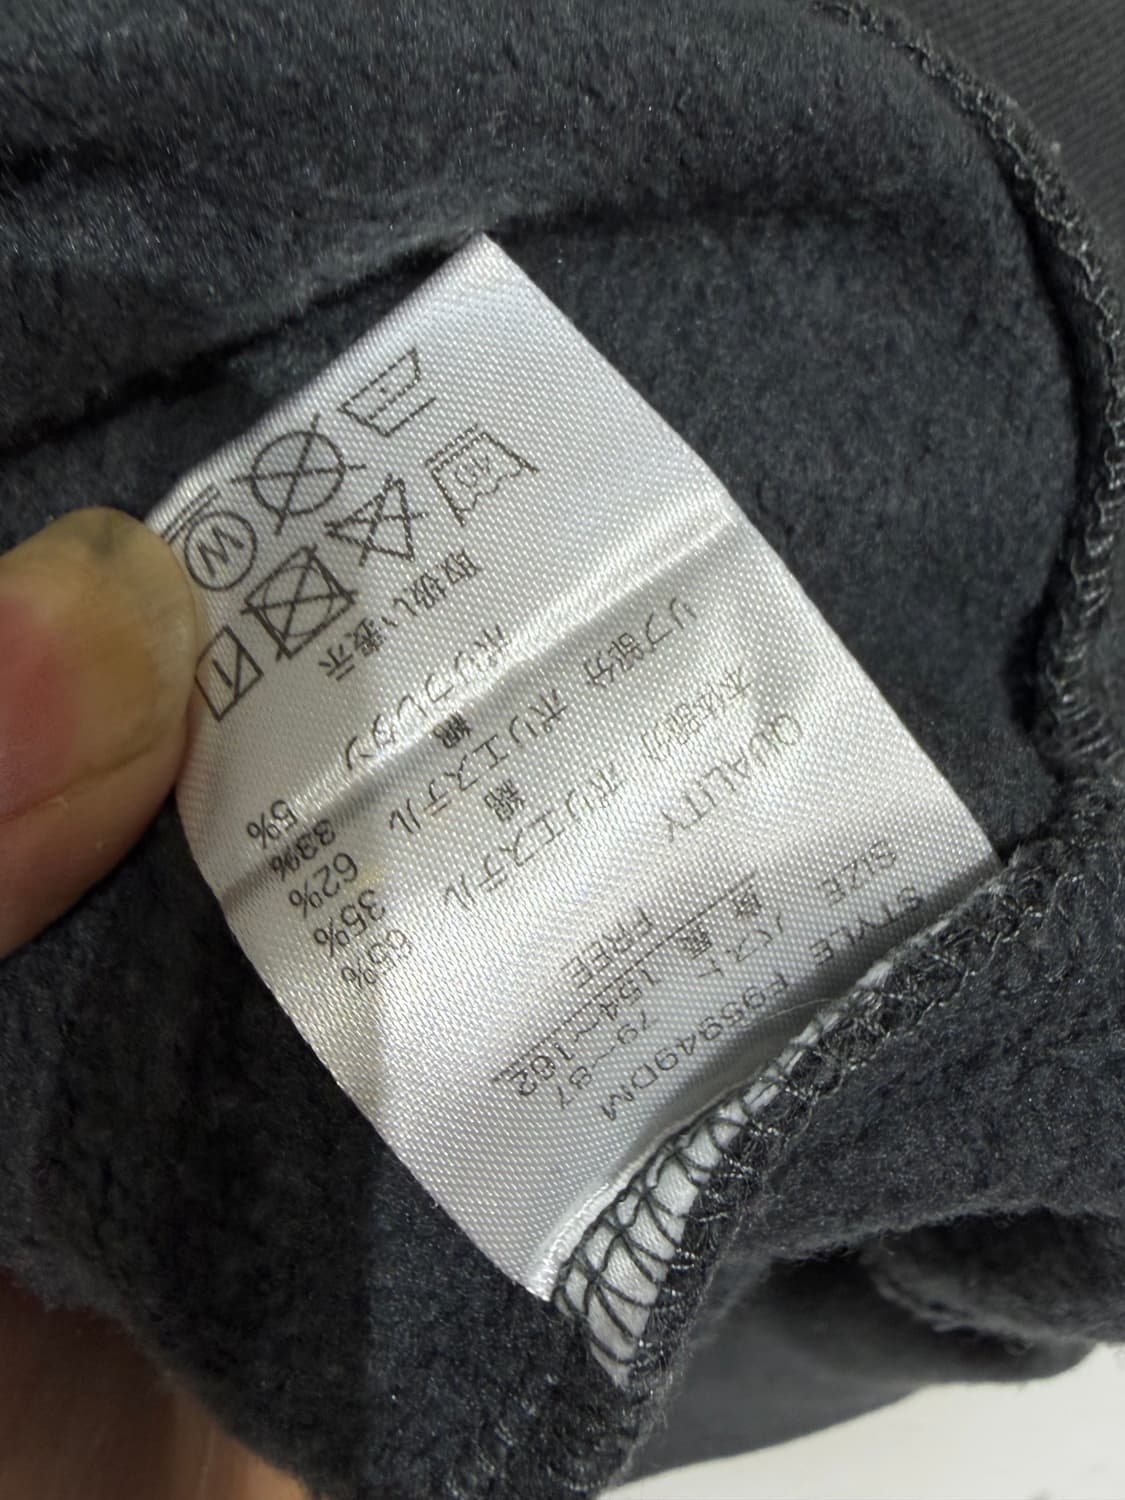 STYLE P95949DM
SIZE バスト 79～87
身長 154～162
FREE
QUALITY
本体部分 ポリエステル 65%
綿 35%
リブ部分 ポリエステル 62%
綿 33%
ポリウレタン 5%
取扱い表示
40
W